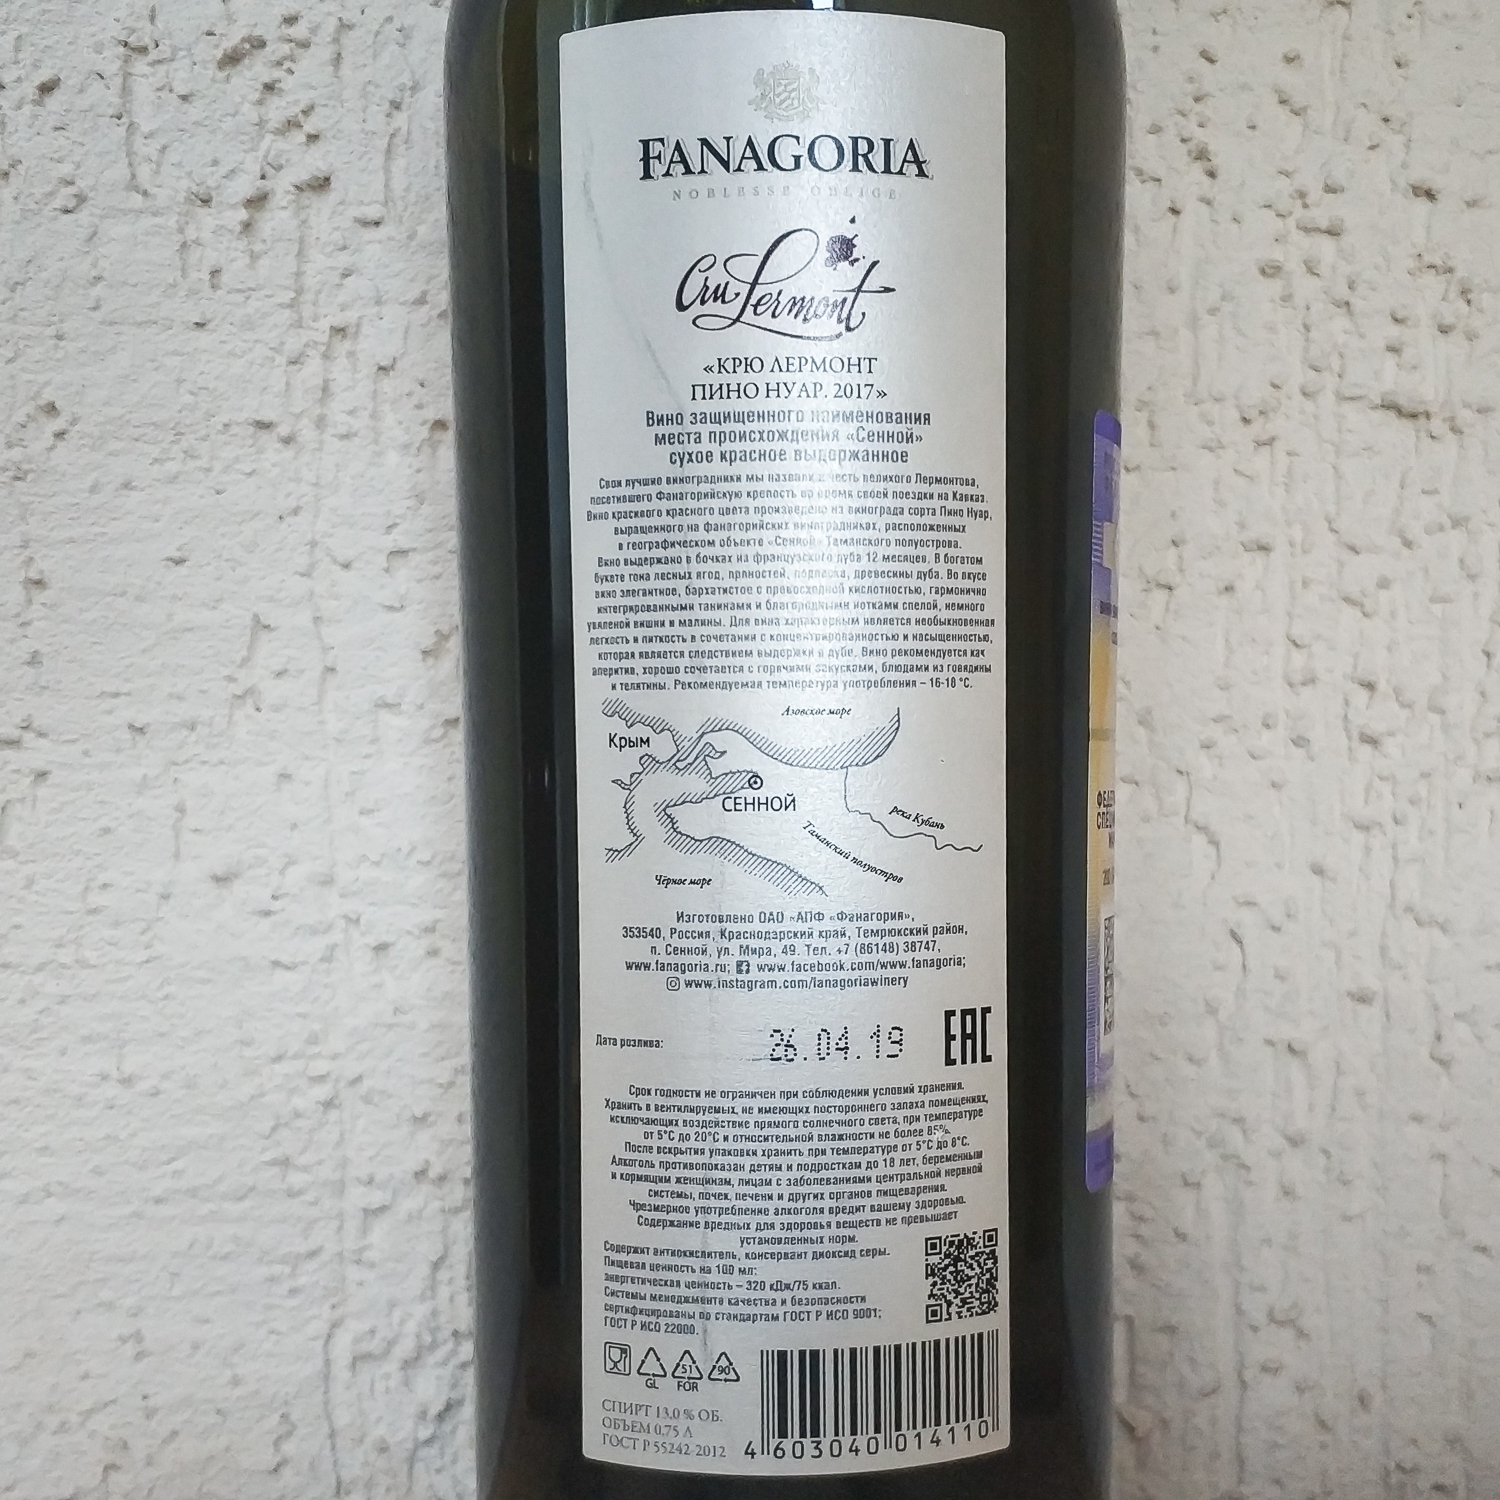 FANAGORIA
NOBLESSE OBLIGE
Cru Lermont
«КРЮ ЛЕРМОНТ
ПИНО НУАР. 2017»
Вино защищенного наименования
места происхождения «Сенной»
сухое красное выдержанное
Свои лучшие виноградники мы назвали в честь великого Лермонтова,
посетившего Фанагорийскую крепость во время своей поездки на Кавказ.
Вино красивого красного цвета произведено из винограда сорта Пино Нуар,
выращенного на фанагорийских виноградниках, расположенных
в географическом объекте «Сенной» Таманского полуострова.
Вино выдержано в бочках из французского дуба 12 месяцев. В богатом
букете тона лесных ягод, пряностей, подлеска, древесины дуба. Во вкусе
вино элегантное, бархатистое с превосходной кислотностью, гармонично
интегрированными танинами и благородными нотками спелой, немного
увяленой вишни и малины. Для вина характерным является необыкновенная
легкость и питкость в сочетании с концентрированностью и насыщенностью,
которая является следствием выдержки в дубе. Вино рекомендуется как
аперитив, хорошо сочетается с горячими закусками, блюдами из говядины
и телятины. Рекомендуемая температура употребления – 16-18 °С.
Азовское море
Крым
СЕННОЙ
река Кубань
Таманский полуостров
Чёрное море
Изготовлено ОАО «АПФ «Фанагория»,
353540, Россия, Краснодарский край, Темрюкский район,
п. Сенной, ул. Мира, 49. Тел. +7 (86148) 38747,
www.fanagoria.ru; www.facebook.com/www.fanagoria;
www.instagram.com/fanagoriawinery
Дата розлива: 26.04.19 EAC
Срок годности не ограничен при соблюдении условий хранения.
Хранить в вентилируемых, не имеющих постороннего запаха помещениях,
исключающих воздействие прямого солнечного света, при температуре
от 5°С до 20°С и относительной влажности не более 85%.
После вскрытия упаковки хранить при температуре от 5°С до 8°С.
Алкоголь противопоказан детям и подросткам до 18 лет, беременным
и кормящим женщинам, лицам с заболеваниями центральной нервной
системы, почек, печени и других органов пищеварения.
Чрезмерное употребление алкоголя вредит вашему здоровью.
Содержание вредных для здоровья веществ не превышает
установленных норм.
Содержит антиокислитель, консервант диоксид серы.
Пищевая ценность на 100 мл:
энергетическая ценность – 320 кДж/75 ккал.
Системы менеджмента качества и безопасности
сертифицированы по стандартам ГОСТ Р ИСО 9001;
ГОСТ Р ИСО 22000.
GL
51
FOR
90
СПИРТ 13,0 % ОБ.
ОБЪЕМ 0,75 Л
ГОСТ Р 55242-2012
4 603040 014110